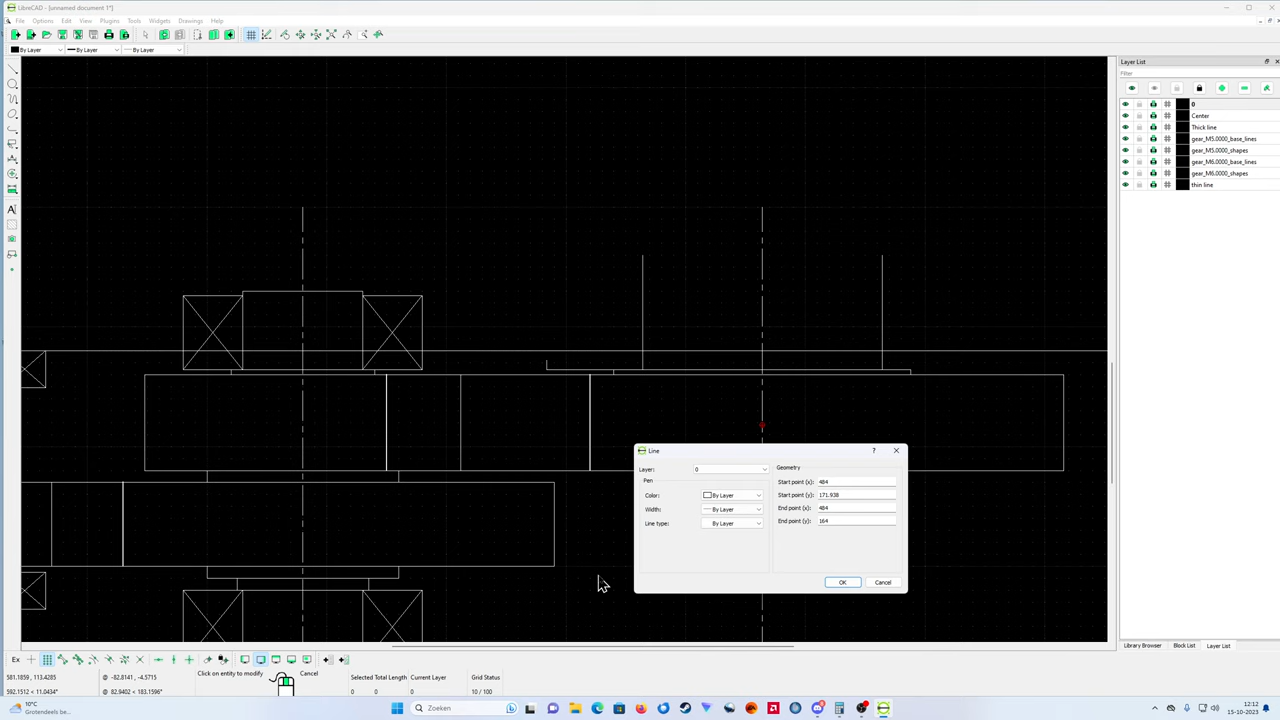 LibreCAD - [unnamed document 1*]
File Options Edit View Plugins Tools Widgets Drawings Help
By Layer By Layer By Layer
Layer List
Filter
0
Center
Thick line
gear_M5.0000_base_lines
gear_M5.0000_shapes
gear_M6.0000_base_lines
gear_M6.0000_shapes
thin line
Line
?
Layer: 0
Pen
Color: By Layer
Width: By Layer
Line type: By Layer
Geometry
Start point (x): 484
Start point (y): 171.938
End point (x): 484
End point (y): 164
OK Cancel
Library Browser Block List Layer List
Ex
581.1859, 113.4285
592.1512 < 11.0434°
@ -82.8141, -4.5715
@ 82.9402 < 183.1596°
Click on entity to modify
Cancel
Selected Total Length
0 0
Current Layer
0
Grid Status
10 / 100
10°C
Grotendeels be...
Zoeken
12:12
15-10-2023